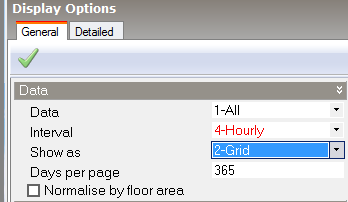 Display Options
General Detailed
Data
Data 1-All
Interval 4-Hourly
Show as 2-Grid
Days per page 365
Normalise by floor area